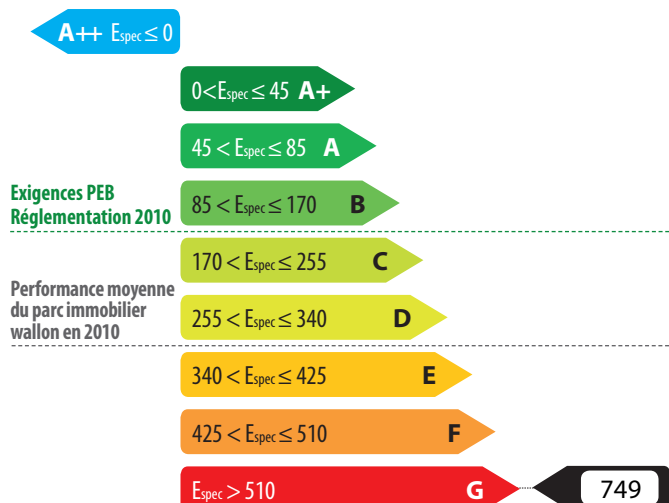 A++ Espec ≤ 0
0<Espec ≤ 45 A+
45 < Espec ≤ 85 A
Exigences PEB
Réglementation 2010
85 < Espec ≤ 170 B
170 < Espec ≤ 255 C
Performance moyenne
du parc immobilier
wallon en 2010
255 < Espec ≤ 340 D
340 < Espec ≤ 425 E
425 < Espec ≤ 510 F
Espec > 510 G
749